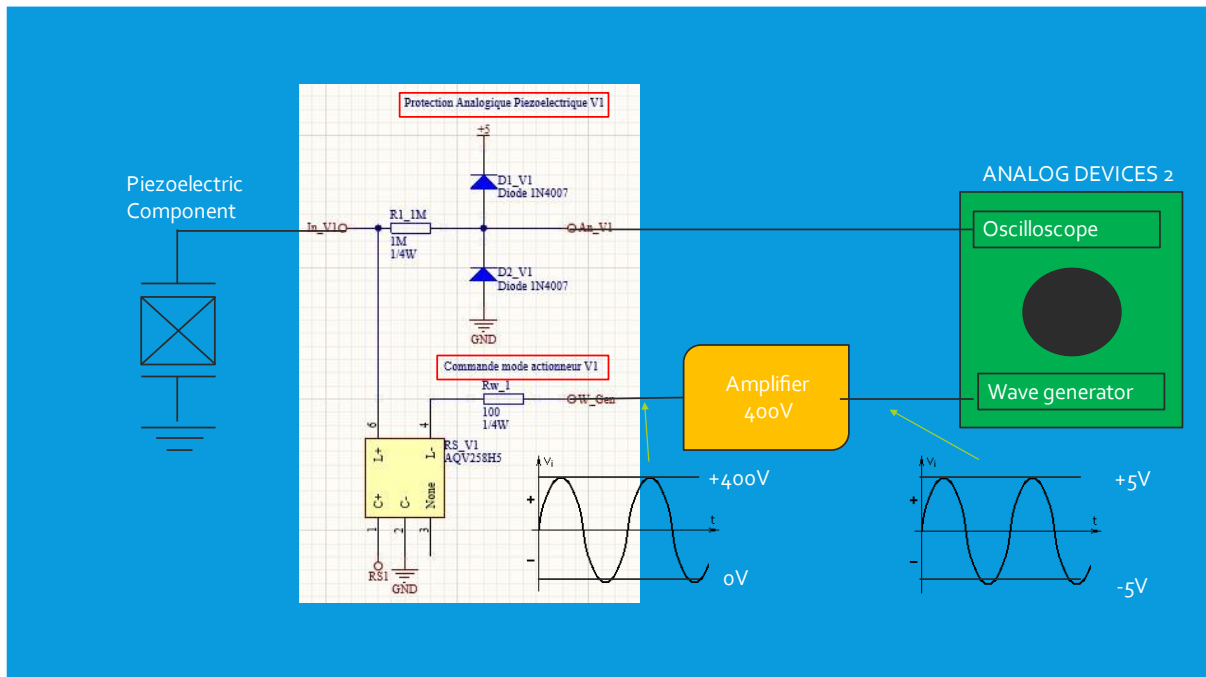 Protection Analogique Piezoelectrique V1
+5
D1_V1
Diode 1N4007
Piezoelectric
Component
ANALOG DEVICES 2
R1_1M
In_V1
An_V1
Oscilloscope
1M
1/4W
D2_V1
Diode 1N4007
GND
Commande mode actionneur V1
Rw_1
W_Gen
100
1/4W
Amplifier
400V
Wave generator
6
4
RS_V1
AQV258H5
L+
L-
C+
C-
None
1
2
3
RS1
GND
Vi
+400V
+
t
–
0V
Vi
+5V
+
t
–
-5V